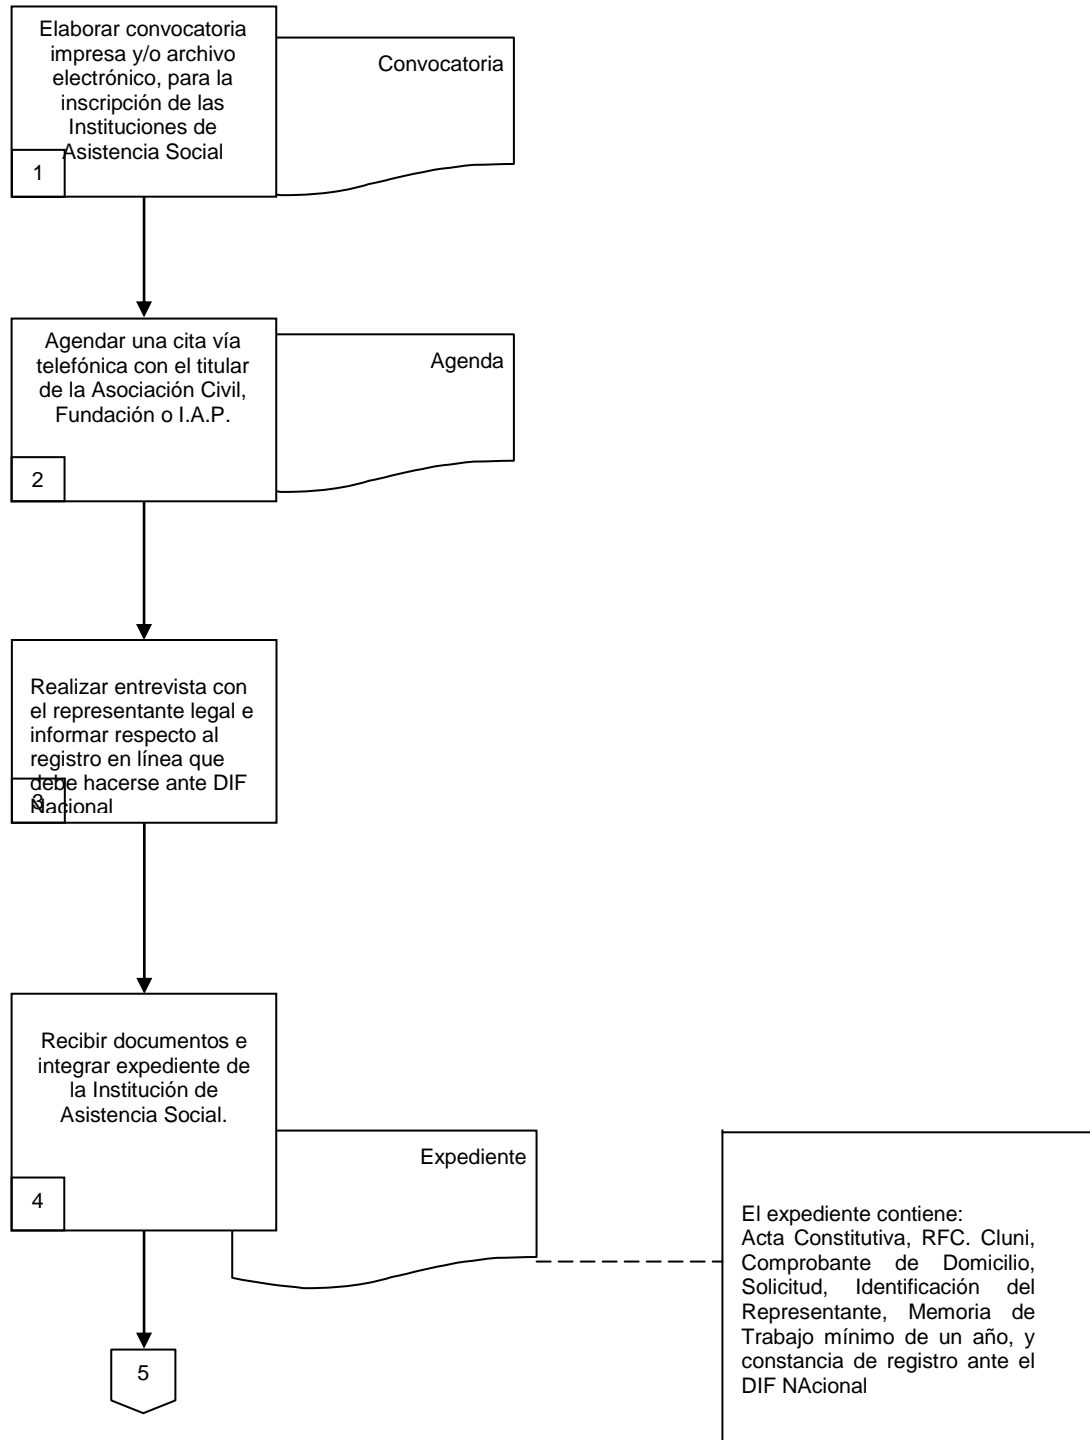 Elaborar convocatoria
impresa y/o archivo
electrónico, para la
inscripción de las
Instituciones de
Asistencia Social
1
Convocatoria
Agendar una cita vía
telefónica con el titular
de la Asociación Civil,
Fundación o I.A.P.
2
Agenda
Realizar entrevista con
el representante legal e
informar respecto al
registro en línea que
debe hacerse ante DIF
Nacional
3
Recibir documentos e
integrar expediente de
la Institución de
Asistencia Social.
4
Expediente
El expediente contiene:
Acta Constitutiva, RFC. Cluni,
Comprobante de Domicilio,
Solicitud, Identificación del
Representante, Memoria de
Trabajo mínimo de un año, y
constancia de registro ante el
DIF NAcional
5